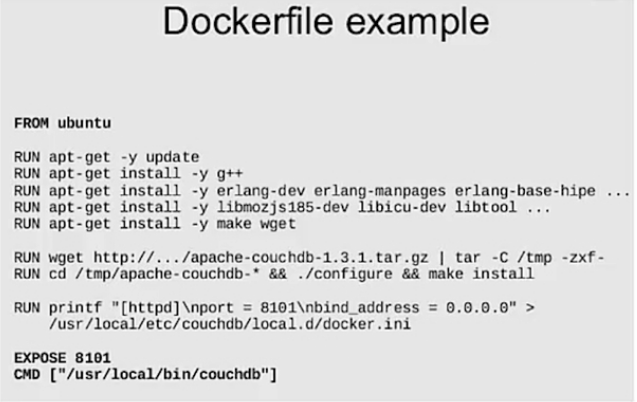 Dockerfile example
FROM ubuntu
RUN apt-get -y update
RUN apt-get install -y g++
RUN apt-get install -y erlang-dev erlang-manpages erlang-base-hipe ...
RUN apt-get install -y libmozjs185-dev libicu-dev libtool ...
RUN apt-get install -y make wget
RUN wget http://.../apache-couchdb-1.3.1.tar.gz | tar -C /tmp -zxf-
RUN cd /tmp/apache-couchdb-* && ./configure && make install
RUN printf "[httpd]\nport = 8101\nbind_address = 0.0.0.0" >
/usr/local/etc/couchdb/local.d/docker.ini
EXPOSE 8101
CMD ["/usr/local/bin/couchdb"]